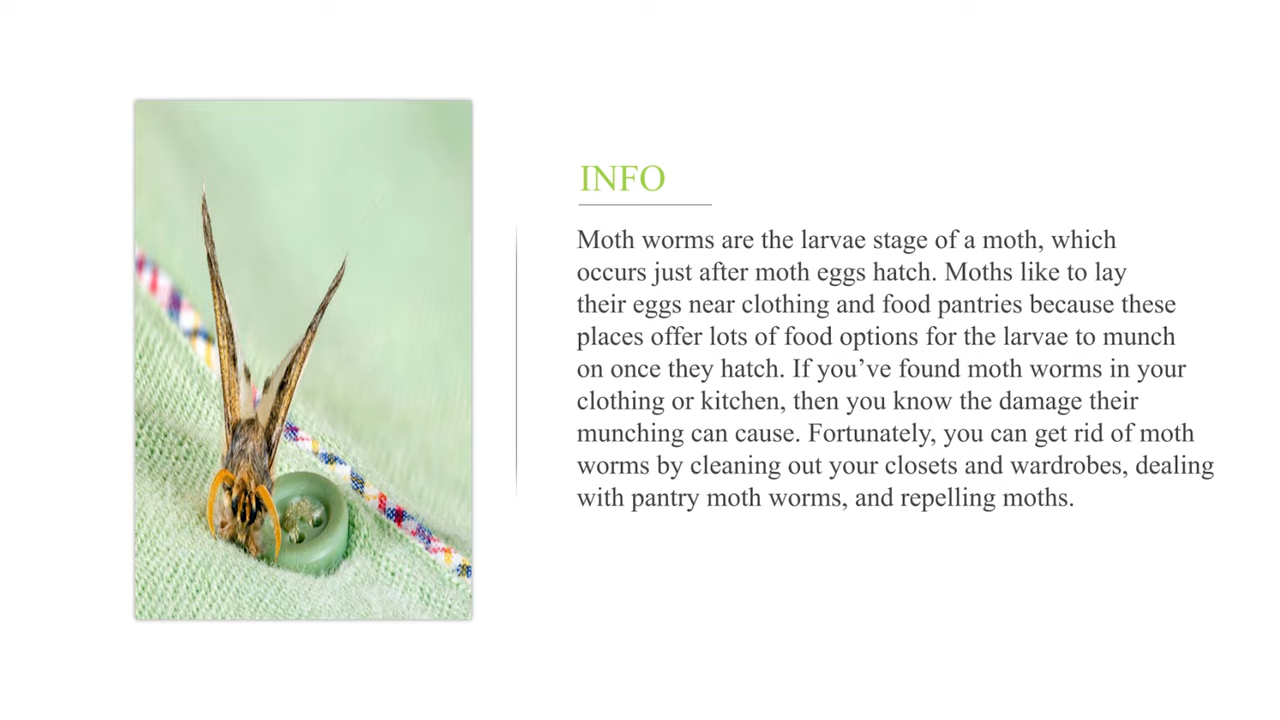 INFO
Moth worms are the larvae stage of a moth, which
occurs just after moth eggs hatch. Moths like to lay
their eggs near clothing and food pantries because these
places offer lots of food options for the larvae to munch
on once they hatch. If you’ve found moth worms in your
clothing or kitchen, then you know the damage their
munching can cause. Fortunately, you can get rid of moth
worms by cleaning out your closets and wardrobes, dealing
with pantry moth worms, and repelling moths.